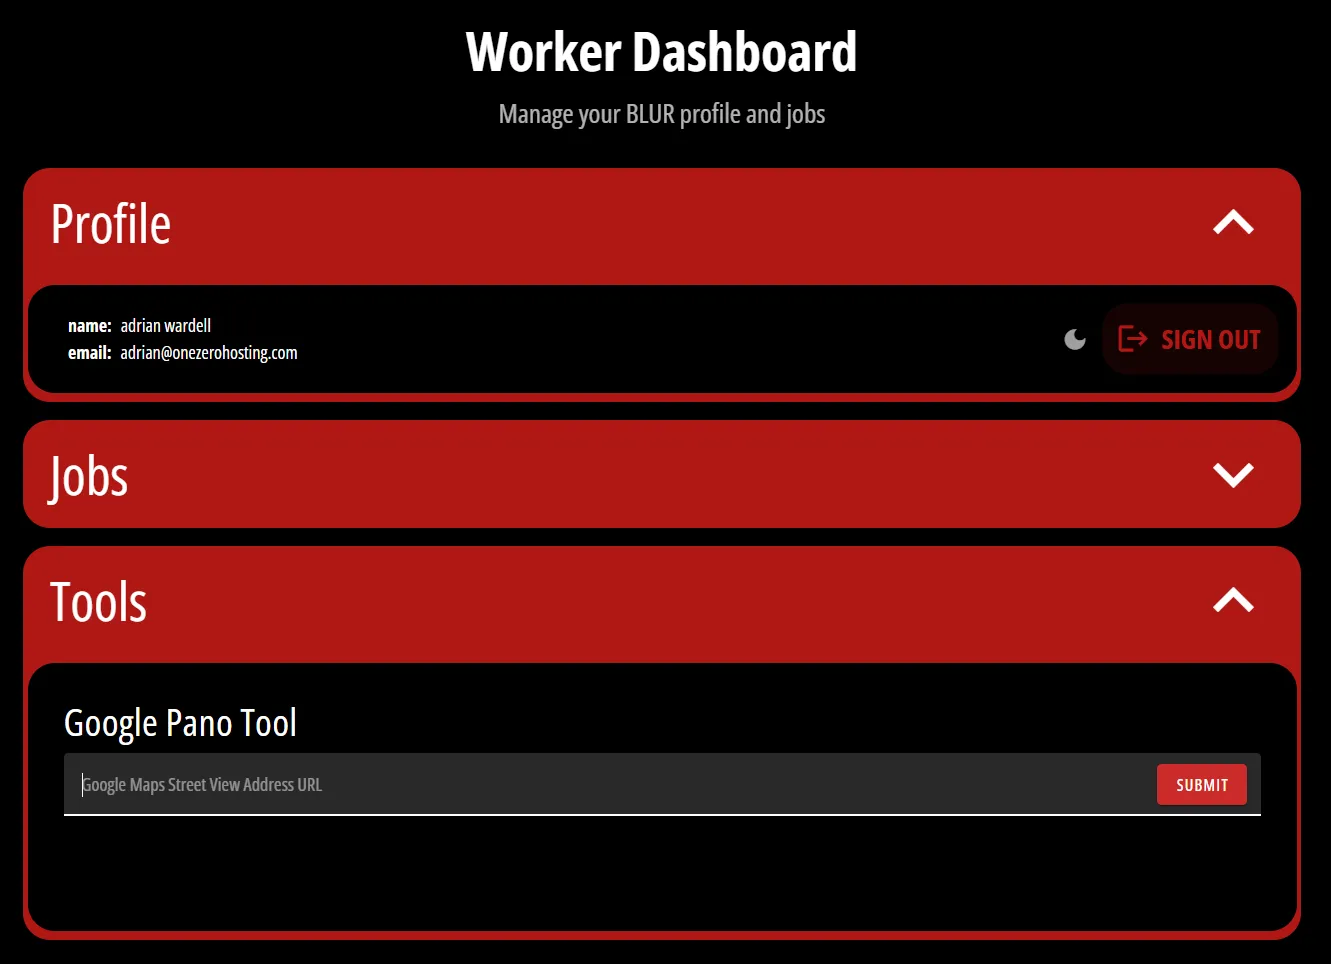 Worker Dashboard
Manage your BLUR profile and jobs
Profile
name: adrian wardell
email: adrian@onezerohosting.com
SIGN OUT
Jobs
Tools
Google Pano Tool
Google Maps Street View Address URL
SUBMIT